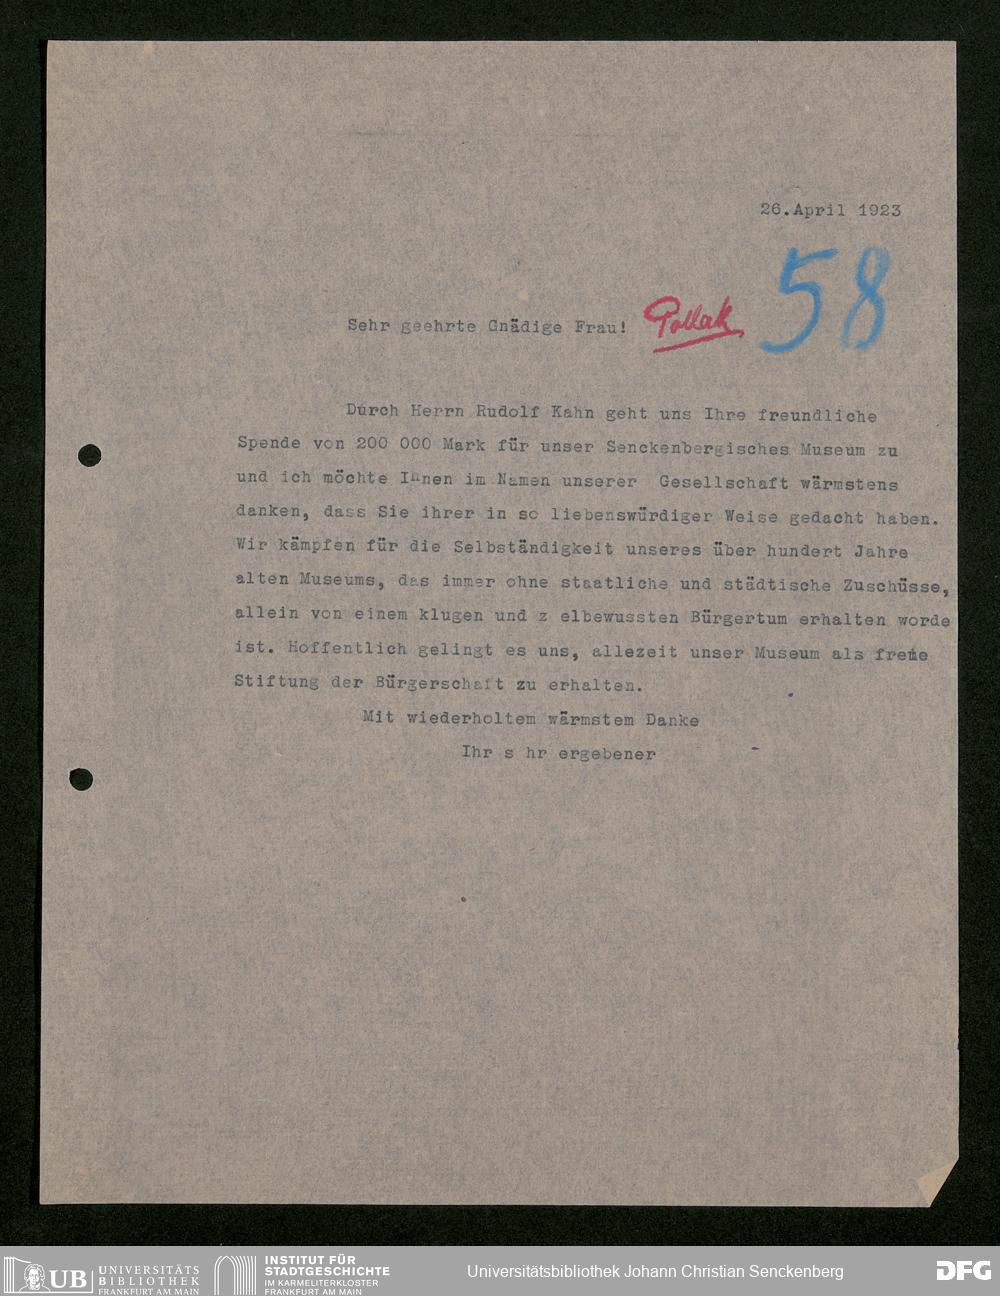 26.April 1923
58
Sehr geehrte Gnädige Frau!
Pollak
Durch Herrn Rudolf Kahn geht uns Ihre freundliche
Spende von 200 000 Mark für unser Senckenbergisches Museum zu
und ich möchte Ihnen im Namen unserer Gesellschaft wärmstens
danken, dass Sie ihrer in so liebenswürdiger Weise gedacht haben.
Wir kämpfen für die Selbständigkeit unseres über hundert Jahre
alten Museums, das immer ohne staatliche und städtische Zuschüsse,
allein von einem klugen und z elbewussten Bürgertum erhalten worde
ist. Hoffentlich gelingt es uns, allezeit unser Museum als freie
Stiftung der Bürgerschaft zu erhalten.
Mit wiederholtem wärmstem Danke
Ihr s hr ergebener
UB UNIVERSITÄTS
BIBLIOTHEK
FRANKFURT AM MAIN
INSTITUT FÜR
STADTGESCHICHTE
IM KARMELITERKLOSTER
FRANKFURT AM MAIN
Universitätsbibliothek Johann Christian Senckenberg
DFG